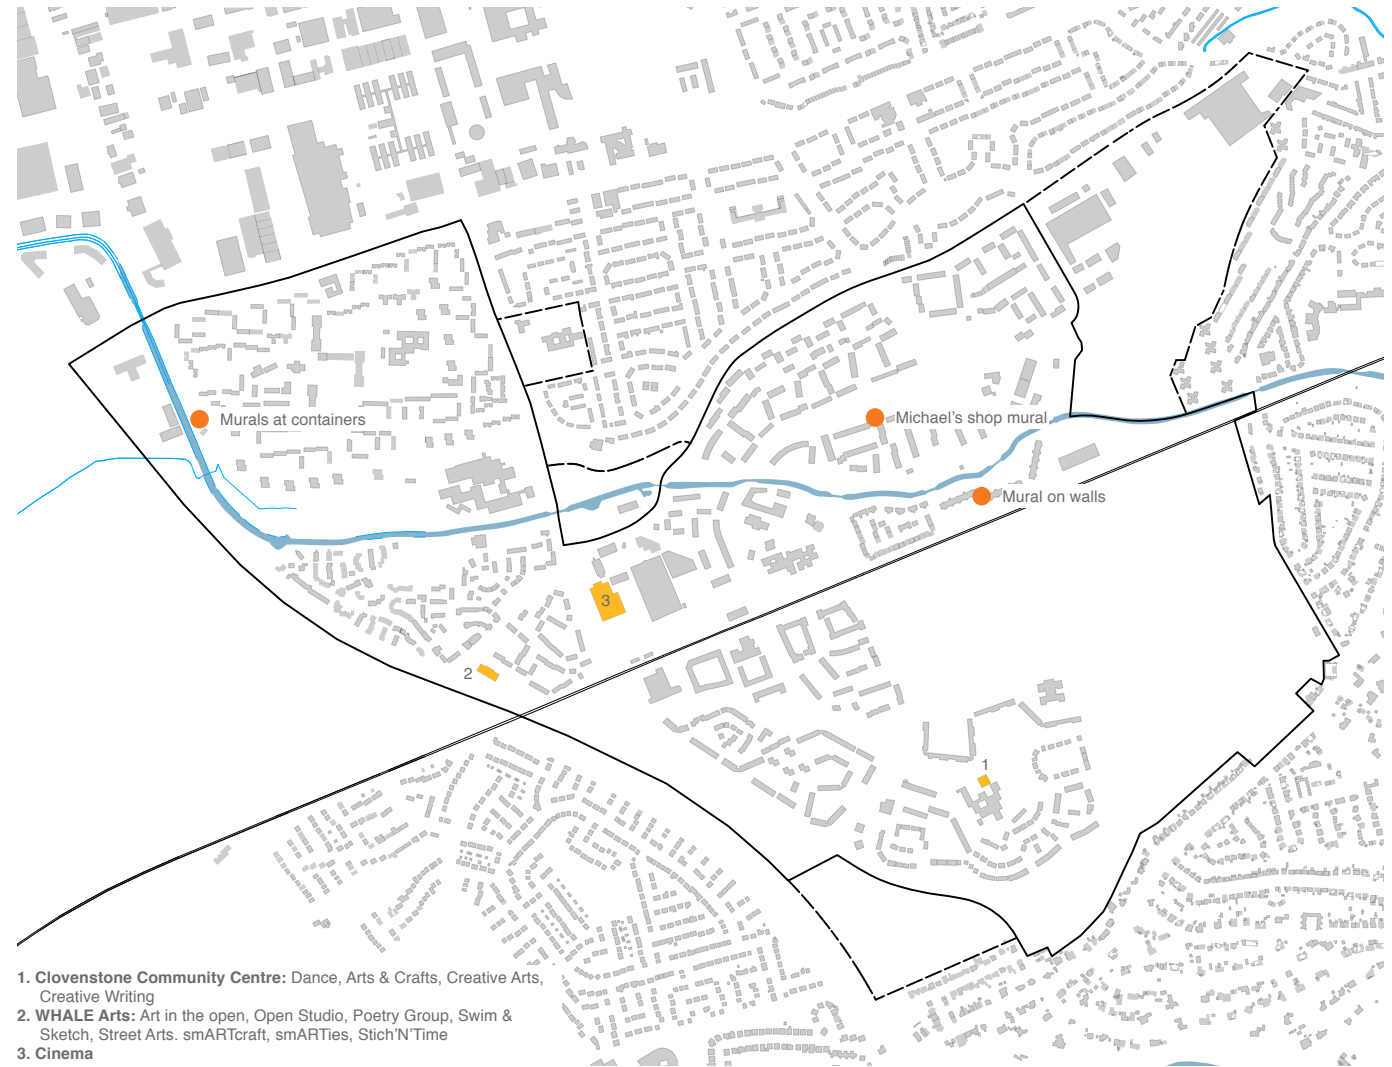 Murals at containers
Michael's shop mural
Mural on walls
3
2
1
1. Clovenstone Community Centre: Dance, Arts & Crafts, Creative Arts,
Creative Writing
2. WHALE Arts: Art in the open, Open Studio, Poetry Group, Swim &
Sketch, Street Arts. smARTcraft, smARTies, Stich'N'Time
3. Cinema